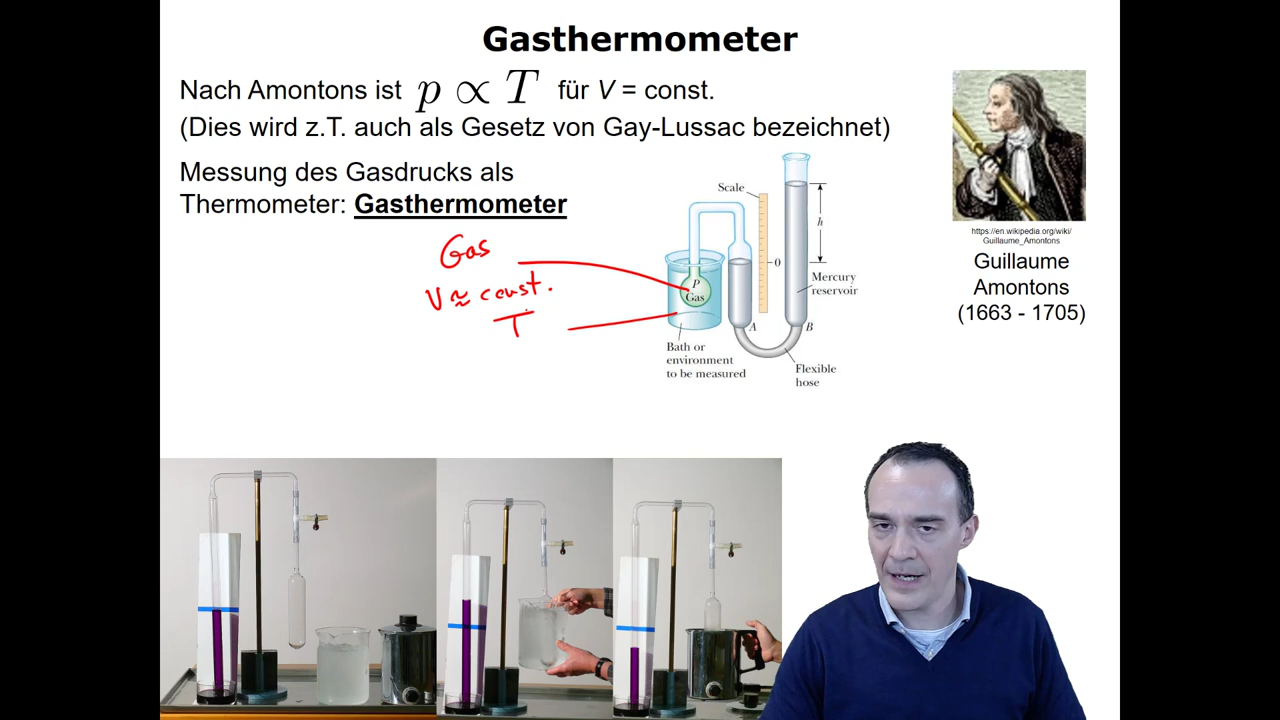 Gasthermometer
Nach Amontons ist p ∝ T für V = const.
(Dies wird z.T. auch als Gesetz von Gay-Lussac bezeichnet)
Messung des Gasdrucks als
Thermometer: Gasthermometer
Gas
V ≈ const.
T
Scale
h
0
P
Gas
Mercury
reservoir
A
B
Bath or
environment
to be measured
Flexible
hose
https://en.wikipedia.org/wiki/
Guillaume_Amontons
Guillaume
Amontons
(1663 - 1705)